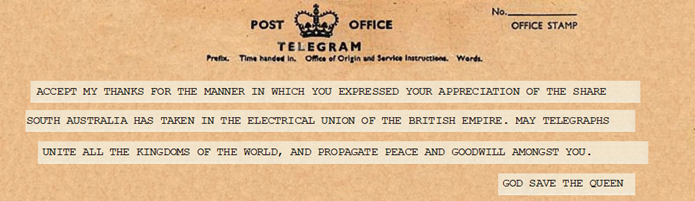 No.
POST OFFICE
OFFICE STAMP
TELEGRAM
Prefix. Time handed in. Office of Origin and Service Instructions. Words.
ACCEPT MY THANKS FOR THE MANNER IN WHICH YOU EXPRESSED YOUR APPRECIATION OF THE SHARE
SOUTH AUSTRALIA HAS TAKEN IN THE ELECTRICAL UNION OF THE BRITISH EMPIRE. MAY TELEGRAPHS
UNITE ALL THE KINGDOMS OF THE WORLD, AND PROPAGATE PEACE AND GOODWILL AMONGST YOU.
GOD SAVE THE QUEEN